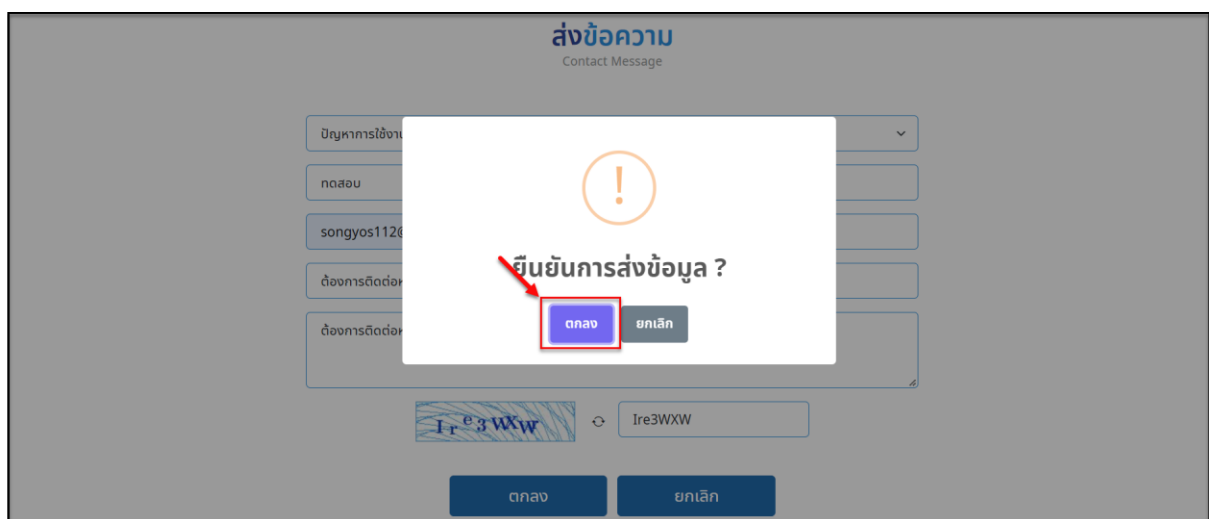 ส่งข้อความ
Contact Message
ปัญหาการใช้งาน
ทดสอบ
songyos112@
ต้องการติดต่อ
ยืนยันการส่งข้อมูล ?
ตกลง ยกเลิก
ต้องการติดต่อ
Ire3WXW Ire3WXW
ตกลง ยกเลิก